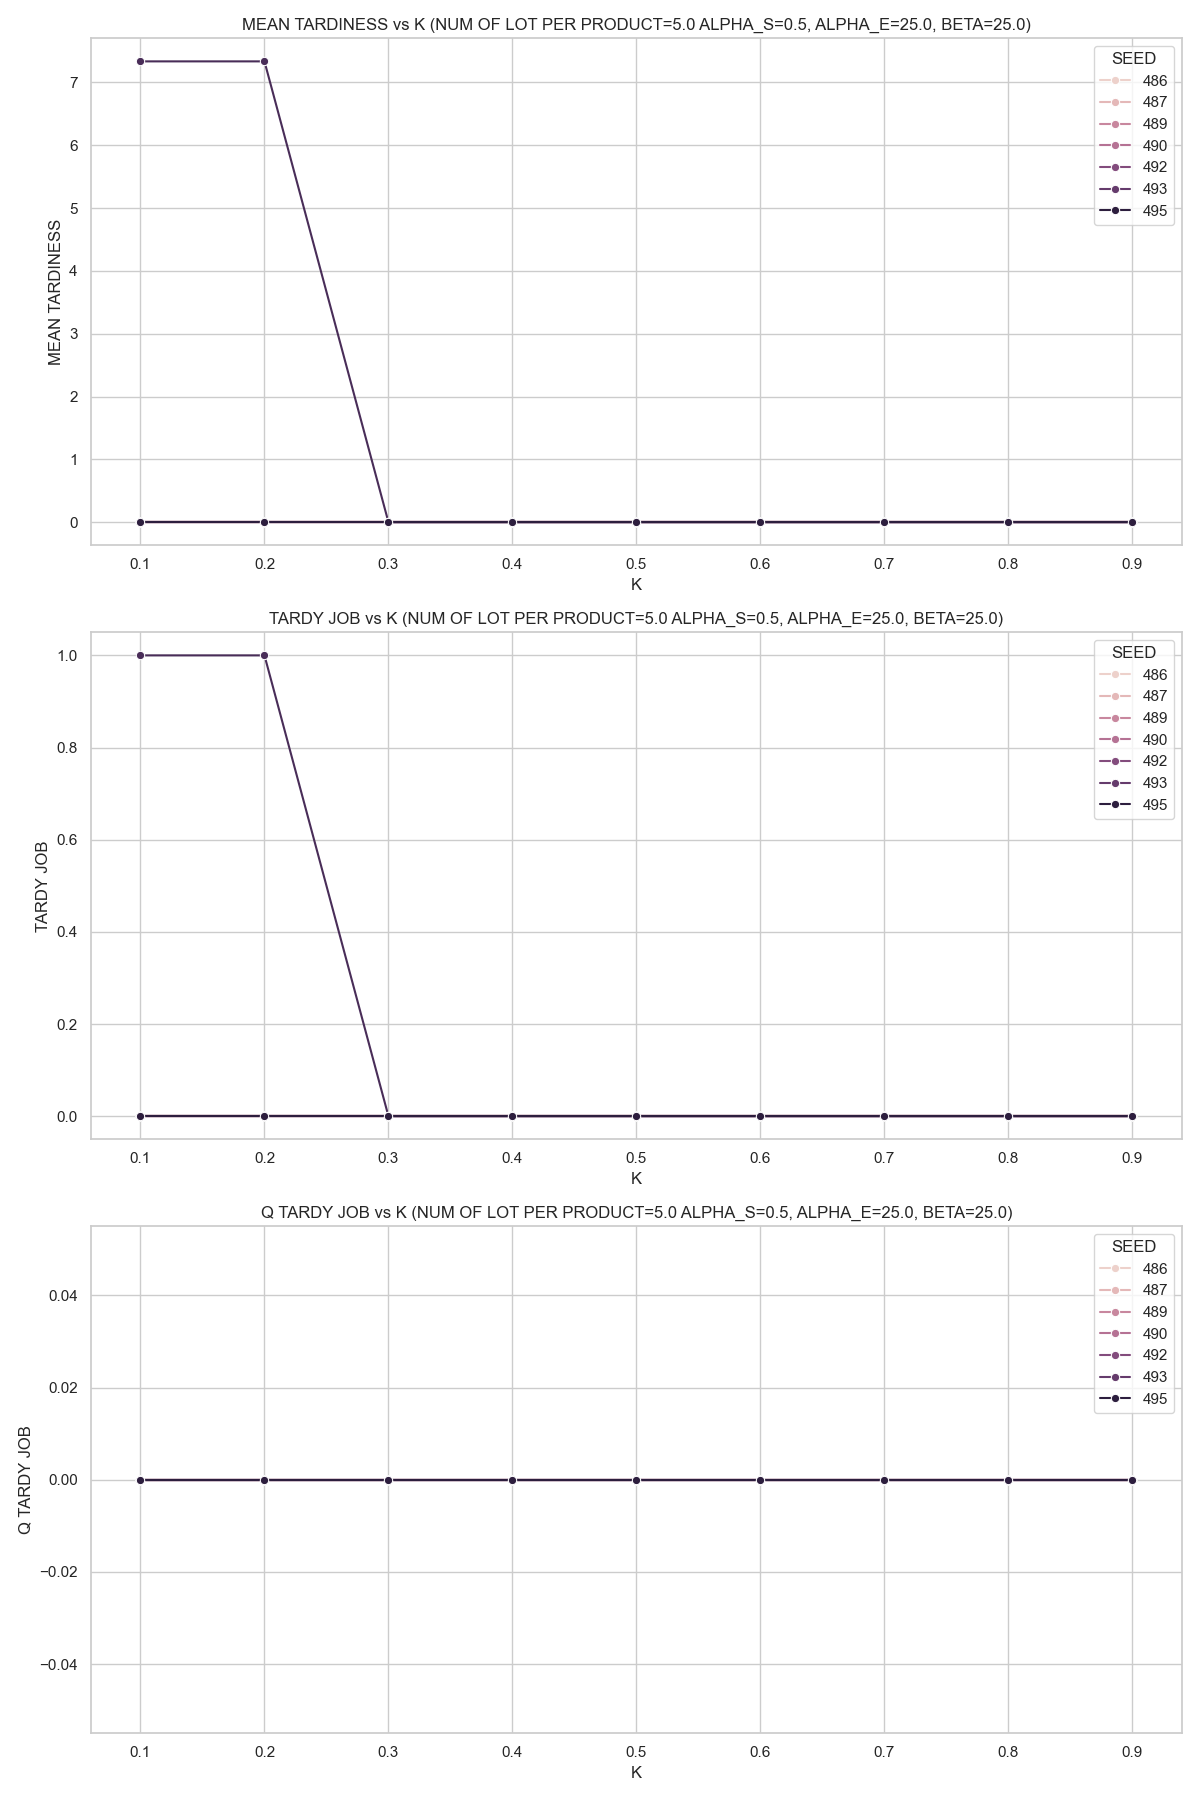 MEAN TARDINESS vs K (NUM OF LOT PER PRODUCT=5.0 ALPHA_S=0.5, ALPHA_E=25.0, BETA=25.0)
SEED
486
487
489
490
492
493
495
MEAN TARDINESS
7
6
5
4
3
2
1
0
0.1 0.2 0.3 0.4 0.5 0.6 0.7 0.8 0.9
K
TARDY JOB vs K (NUM OF LOT PER PRODUCT=5.0 ALPHA_S=0.5, ALPHA_E=25.0, BETA=25.0)
SEED
486
487
489
490
492
493
495
TARDY JOB
1.0
0.8
0.6
0.4
0.2
0.0
0.1 0.2 0.3 0.4 0.5 0.6 0.7 0.8 0.9
K
Q TARDY JOB vs K (NUM OF LOT PER PRODUCT=5.0 ALPHA_S=0.5, ALPHA_E=25.0, BETA=25.0)
SEED
486
487
489
490
492
493
495
Q TARDY JOB
0.04
0.02
0.00
−0.02
−0.04
0.1 0.2 0.3 0.4 0.5 0.6 0.7 0.8 0.9
K